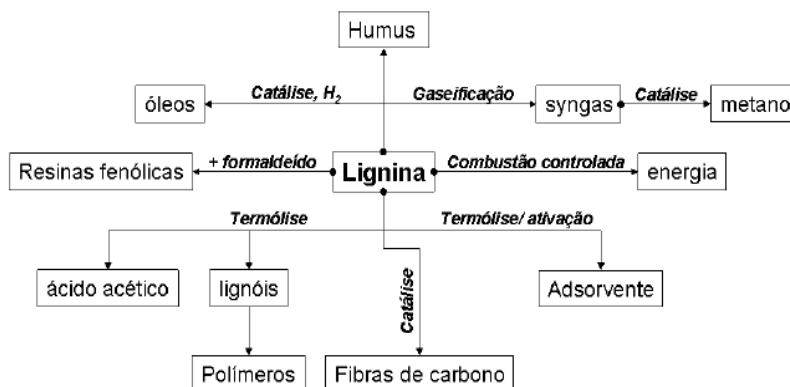 Humus
óleos
Catálise, H2
Gaseificação
syngas
Catálise
metano
Resinas fenólicas
+ formaldeído
Lignina
Combustão controlada
energia
Termólise
Termólise/ ativação
ácido acético
lignóis
Catálise
Adsorvente
Polímeros
Fibras de carbono